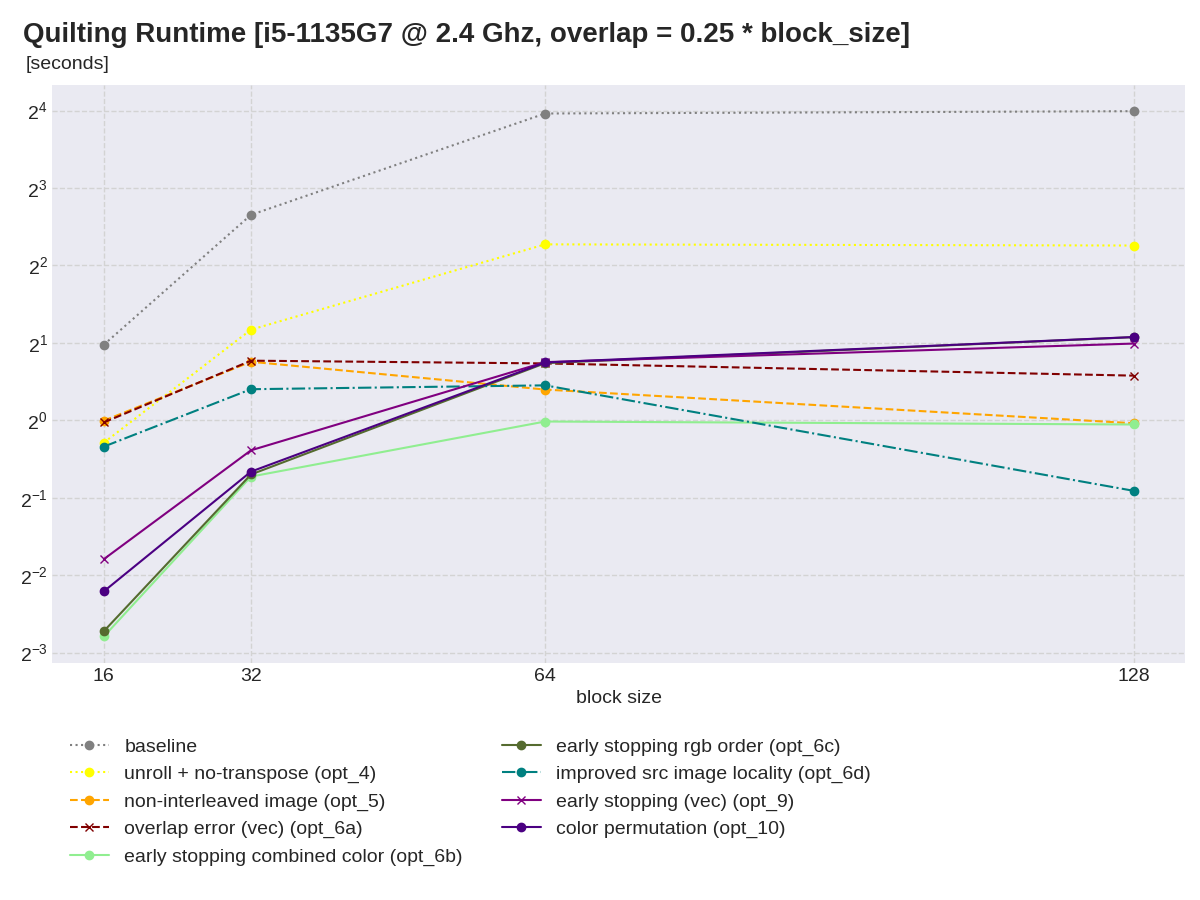 Quilting Runtime [i5-1135G7 @ 2.4 Ghz, overlap = 0.25 * block_size]
[seconds]
2^4
2^3
2^2
2^1
2^0
2^−1
2^−2
2^−3
16 32 64 128
block size
baseline
unroll + no-transpose (opt_4)
non-interleaved image (opt_5)
overlap error (vec) (opt_6a)
early stopping combined color (opt_6b)
early stopping rgb order (opt_6c)
improved src image locality (opt_6d)
early stopping (vec) (opt_9)
color permutation (opt_10)